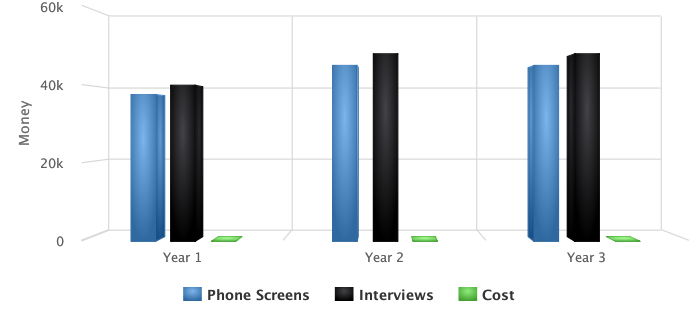 60k
40k
20k
0
Money
Year 1 Year 2 Year 3
Phone Screens Interviews Cost